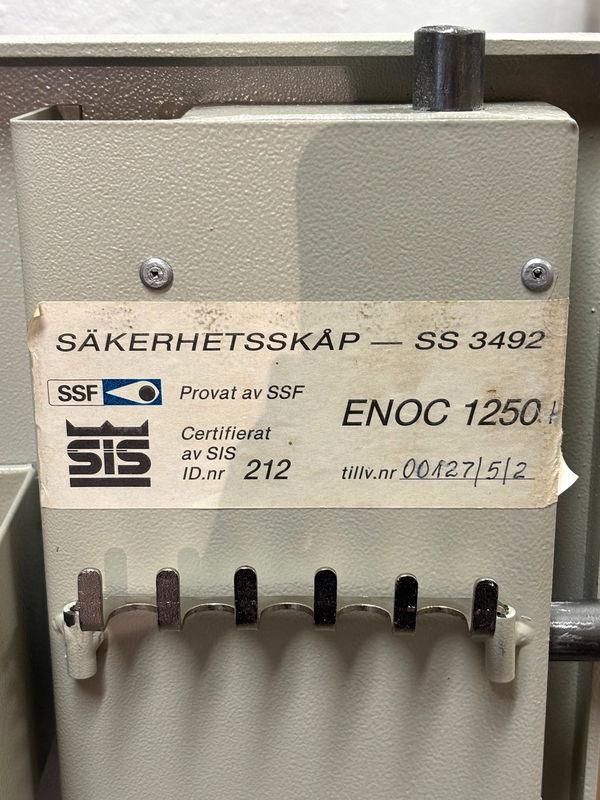 SÄKERHETSSKÅP — SS 3492
SSF Provat av SSF
ENOC 1250
SIS
Certifierat
av SIS
ID.nr 212
tillv.nr 00127/5/2